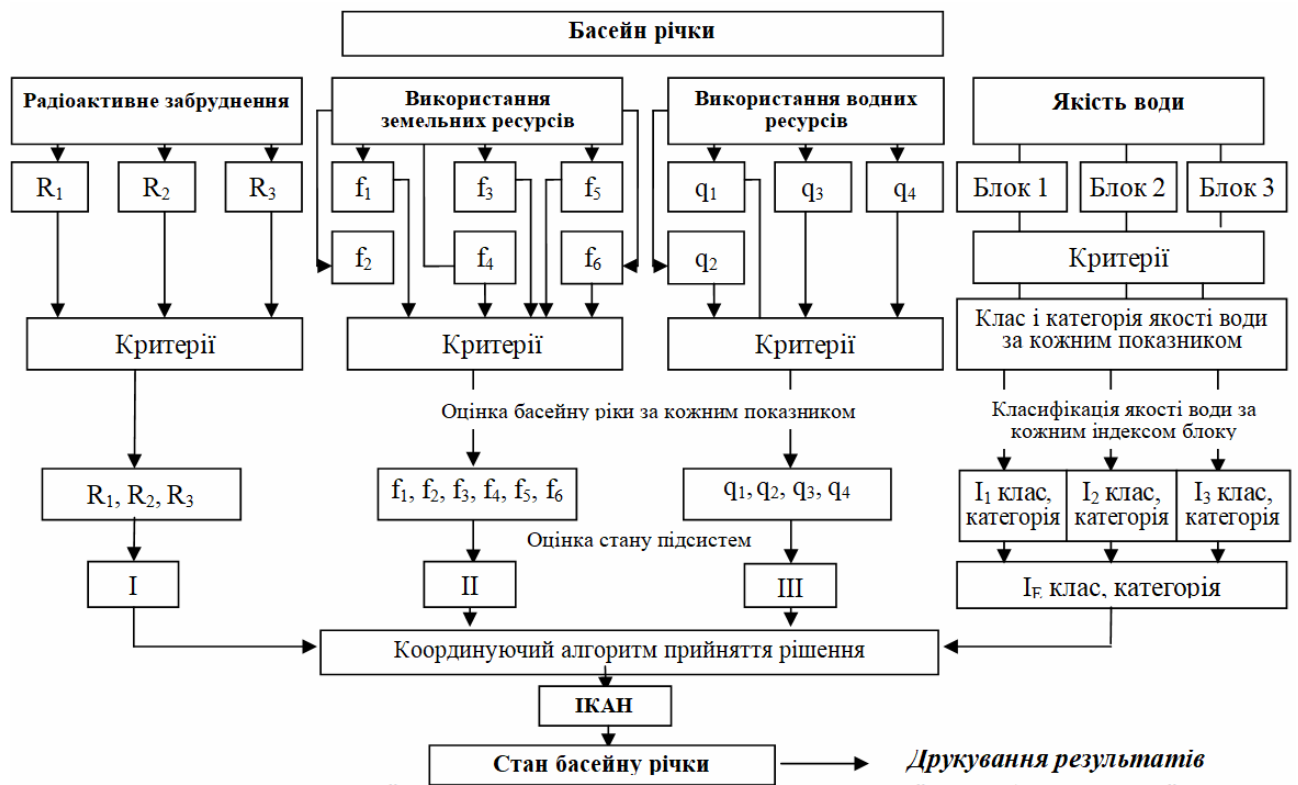 Басейн річки
Радіоактивне забруднення
Використання
земельних ресурсів
Використання водних
ресурсів
Якість води
R₁
R₂
R₃
f₁
f₃
f₅
q₁
q₃
q₄
Блок 1
Блок 2
Блок 3
f₂
f₄
f₆
q₂
Критерії
Критерії
Критерії
Критерії
Клас і категорія якості води
за кожним показником
Оцінка басейну ріки за кожним показником
Класифікація якості води за
кожним індексом блоку
R₁, R₂, R₃
f₁, f₂, f₃, f₄, f₅, f₆
q₁, q₂, q₃, q₄
I₁ клас,
категорія
I₂ клас,
категорія
I₃ клас,
категорія
Оцінка стану підсистем
I
II
III
I_E клас, категорія
Координуючий алгоритм прийняття рішення
ІКАН
Стан басейну річки
Друкування результатів